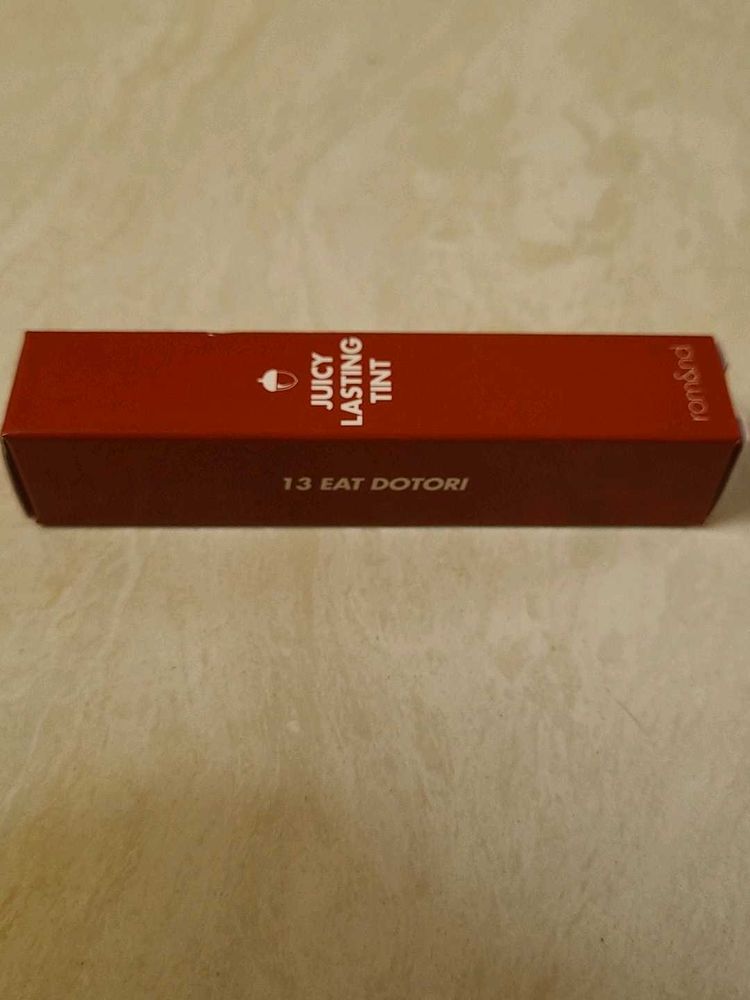 JUICY
LASTING
TINT
rom&nd
13 EAT DOTORI